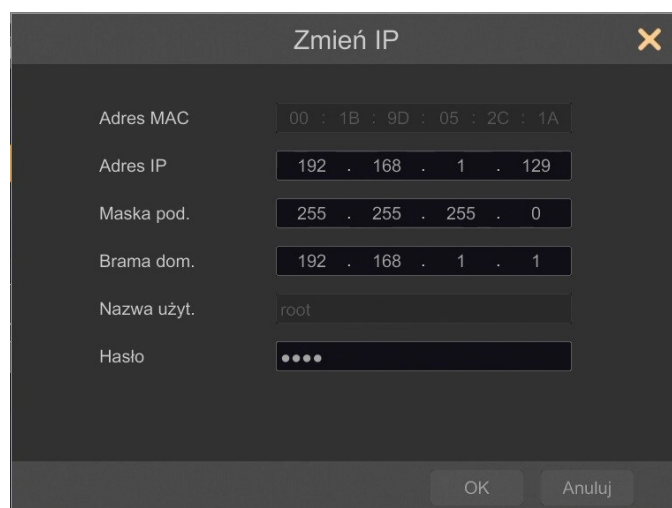 Zmień IP
Adres MAC 00 : 1B : 9D : 05 : 2C : 1A
Adres IP 192 . 168 . 1 . 129
Maska pod. 255 . 255 . 255 . 0
Brama dom. 192 . 168 . 1 . 1
Nazwa użyt. root
Hasło ●●●●
OK Anuluj